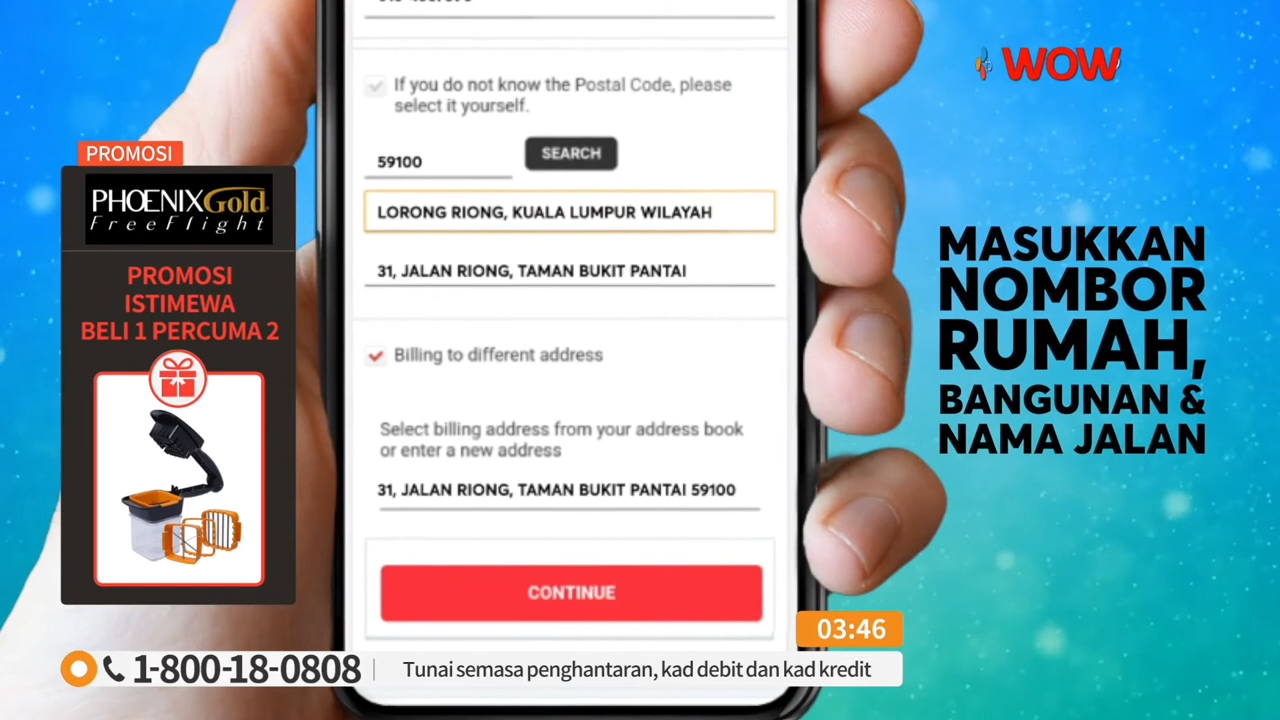 WOW
If you do not know the Postal Code, please
select it yourself.
59100
SEARCH
LORONG RIONG, KUALA LUMPUR WILAYAH
31, JALAN RIONG, TAMAN BUKIT PANTAI
Billing to different address
Select billing address from your address book
or enter a new address
31, JALAN RIONG, TAMAN BUKIT PANTAI 59100
CONTINUE
PROMOSI
PHOENIXGold
FreeFlight
PROMOSI
ISTIMEWA
BELI 1 PERCUMA 2
MASUKKAN
NOMBOR
RUMAH,
BANGUNAN &
NAMA JALAN
03:46
1-800-18-0808
Tunai semasa penghantaran, kad debit dan kad kredit